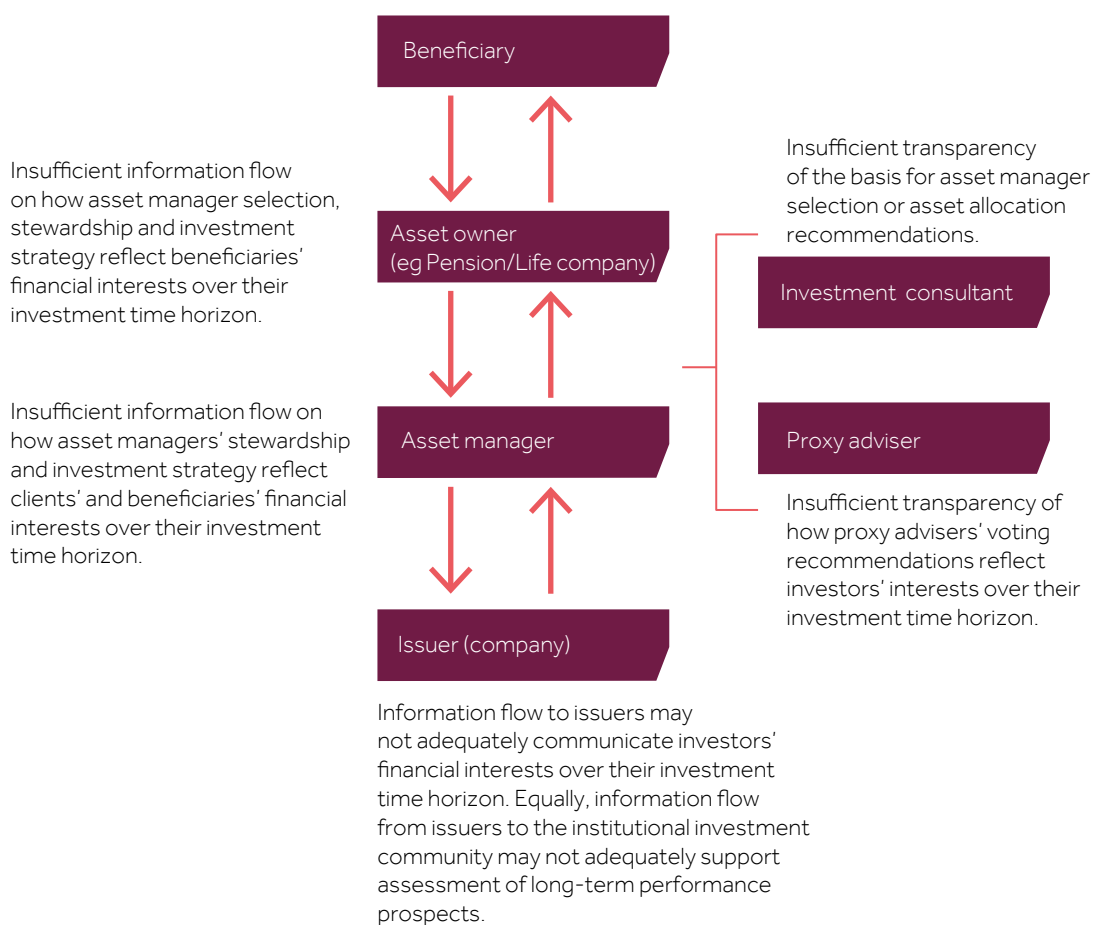 Beneficiary
Insufficient information flow
on how asset manager selection,
stewardship and investment
strategy reflect beneficiaries’
financial interests over their
investment time horizon.
Asset owner
(eg Pension/Life company)
Insufficient transparency
of the basis for asset manager
selection or asset allocation
recommendations.
Investment consultant
Insufficient information flow on
how asset managers’ stewardship
and investment strategy reflect
clients’ and beneficiaries’ financial
interests over their investment
time horizon.
Asset manager
Proxy adviser
Insufficient transparency of
how proxy advisers’ voting
recommendations reflect
investors’ interests over their
investment time horizon.
Issuer (company)
Information flow to issuers may
not adequately communicate investors’
financial interests over their investment
time horizon. Equally, information flow
from issuers to the institutional investment
community may not adequately support
assessment of long-term performance
prospects.